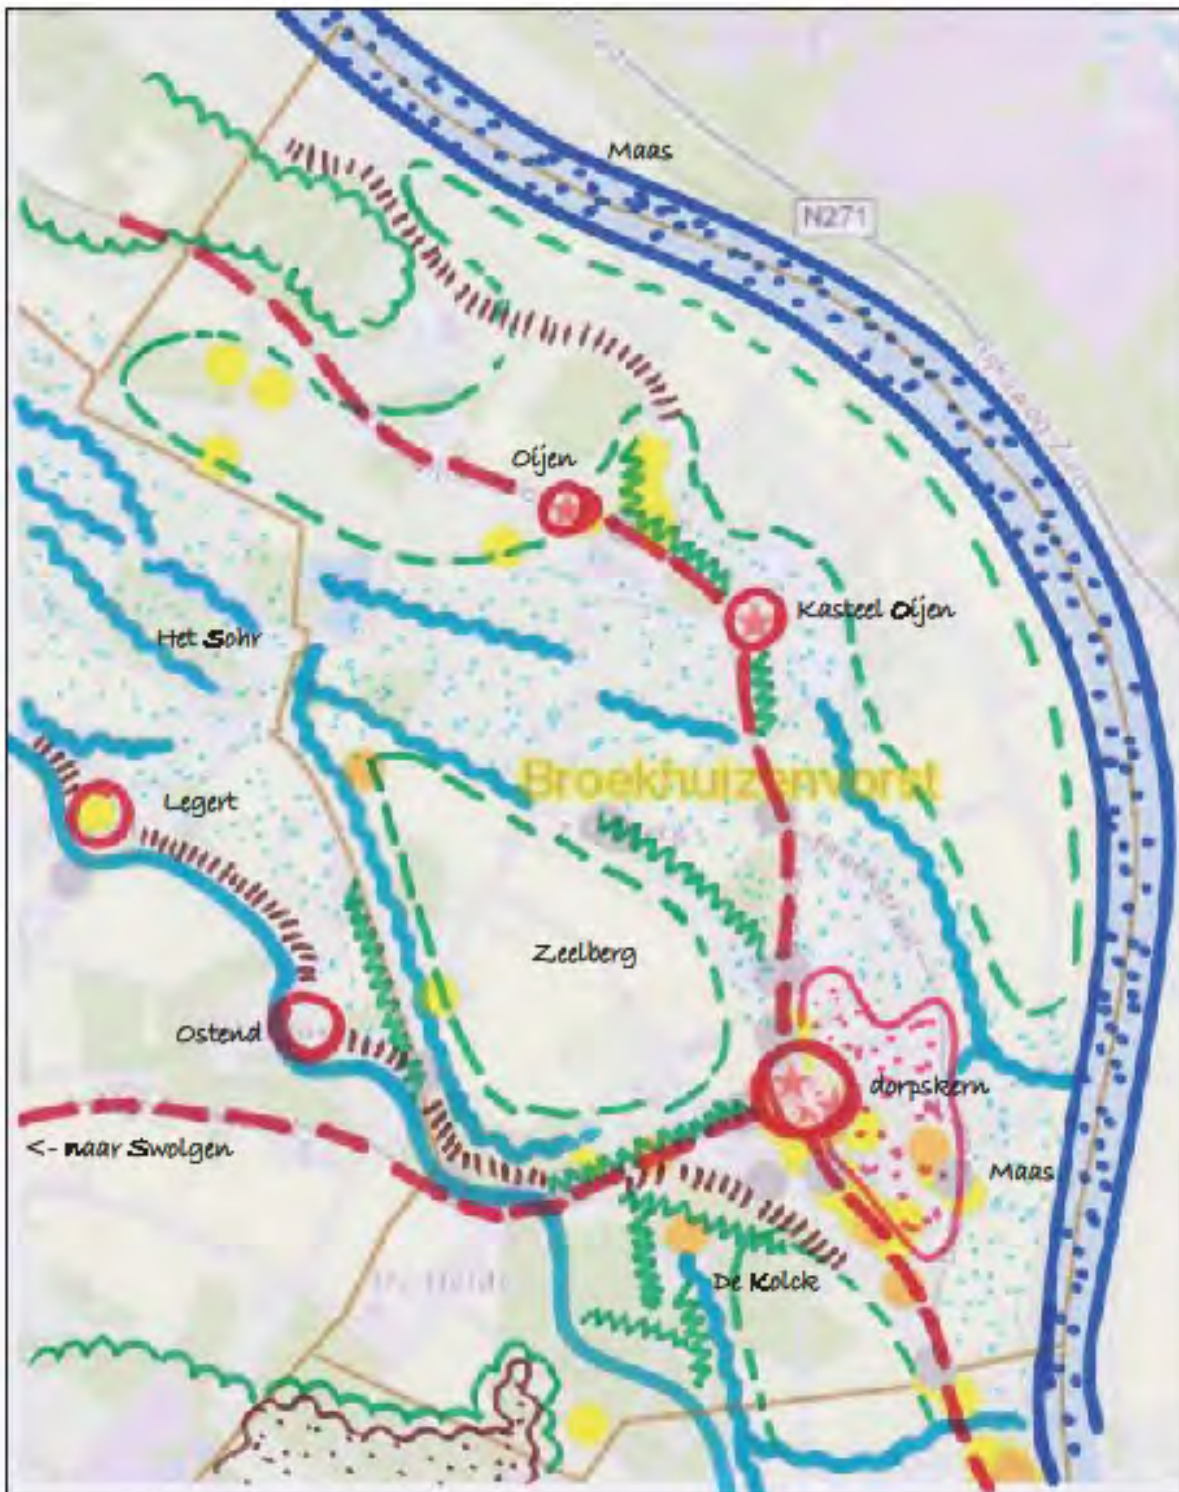 Maas
N271
Oijen
Kasteel Oijen
Het Sohr
Broekhuizenvorst
Legert
Zeelberg
Ostend
dorpskern
<- naar Swolgen
Maas
De Kolck